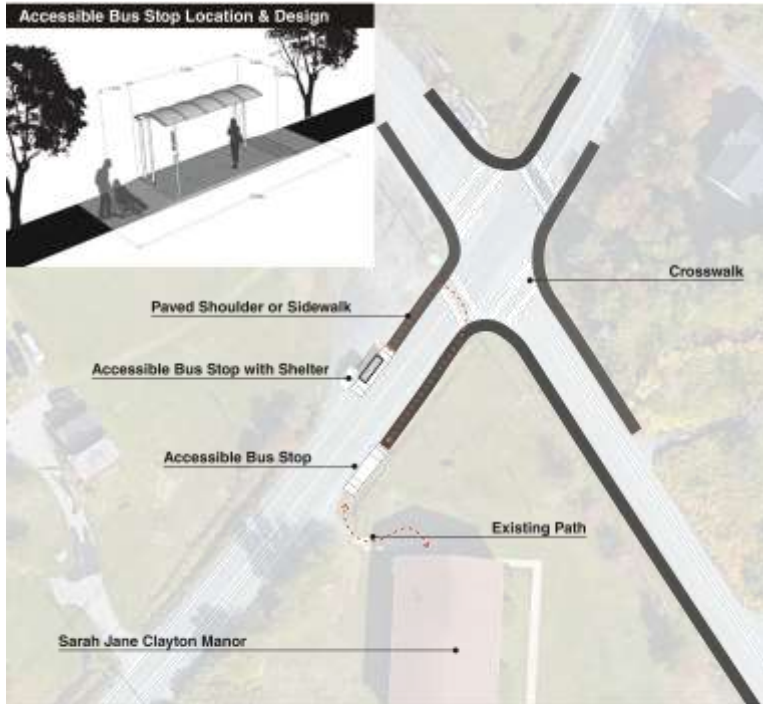 Accessible Bus Stop Location & Design
Crosswalk
Paved Shoulder or Sidewalk
Accessible Bus Stop with Shelter
Accessible Bus Stop
Existing Path
Sarah Jane Clayton Manor